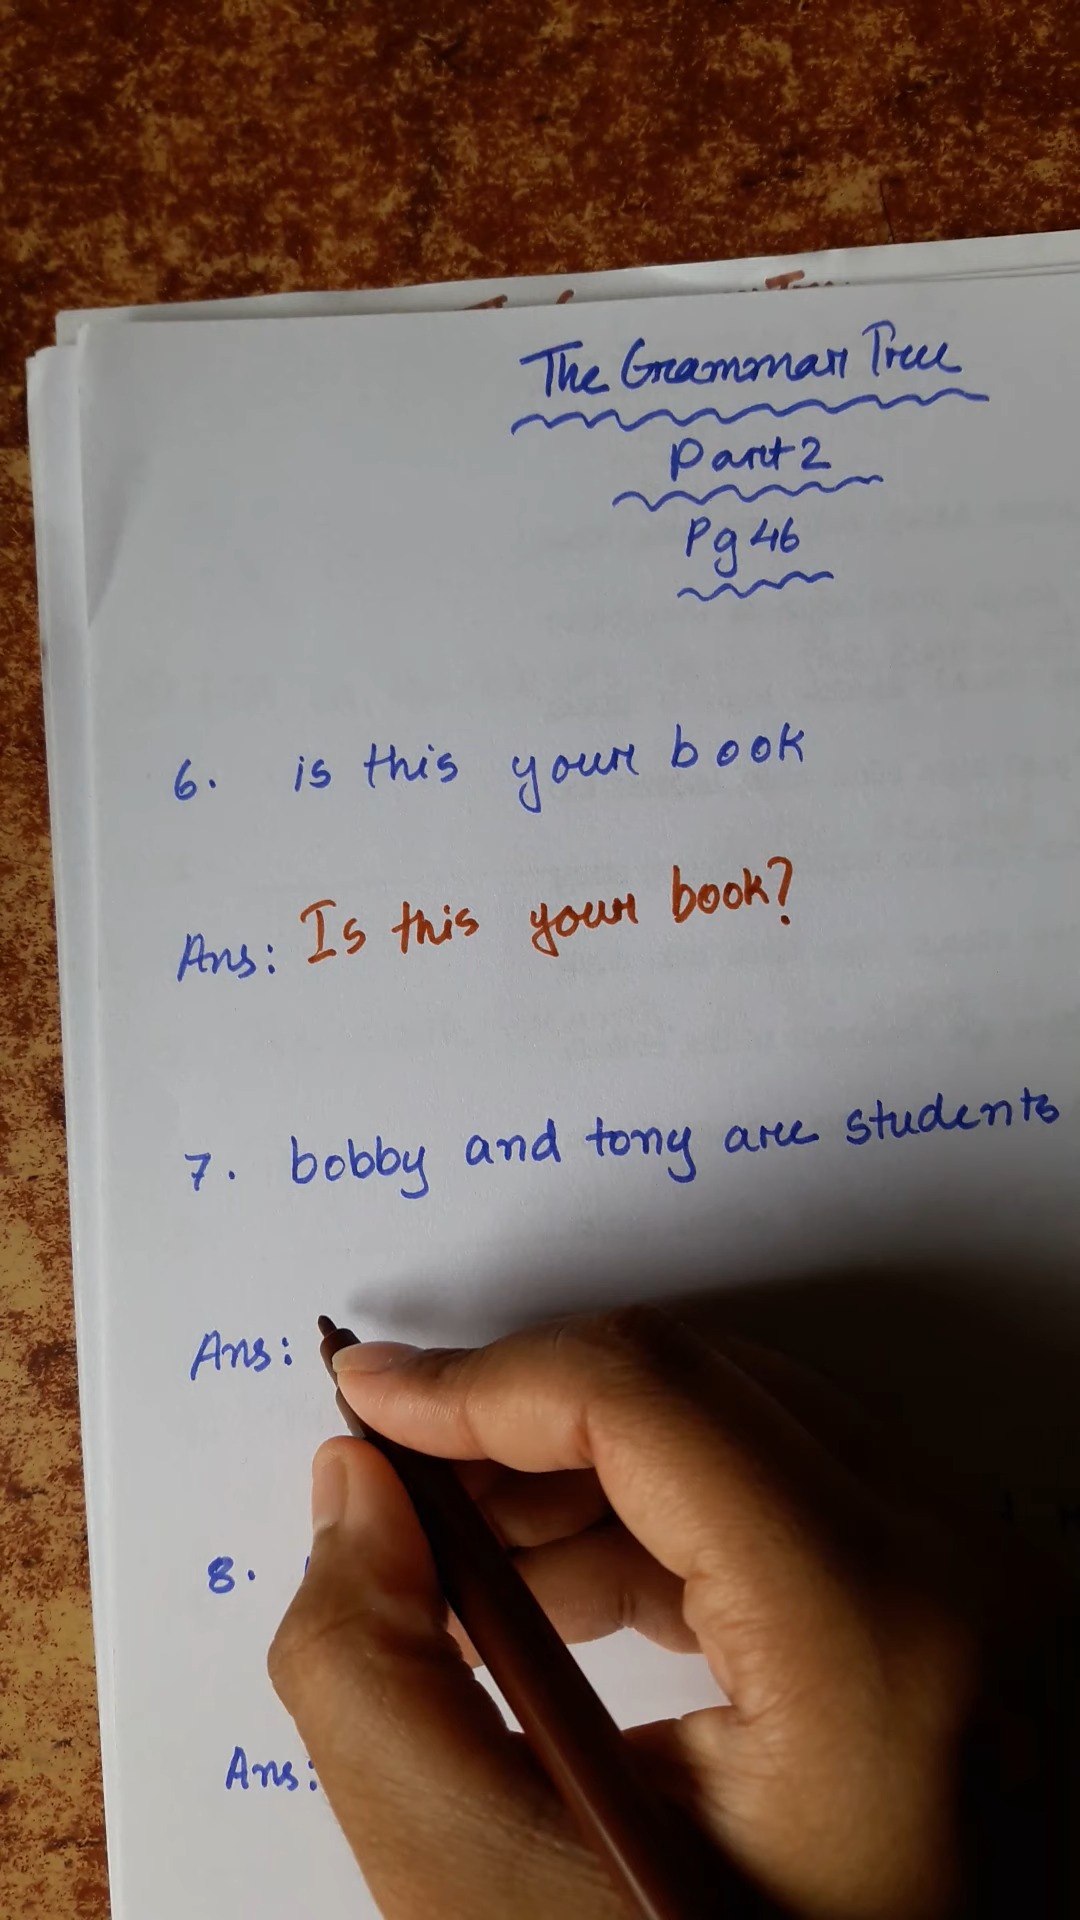 The Grammar Tree
Part 2
Pg 46
6. is this your book
Ans: Is this your book?
7. bobby and tony are students
Ans:
8.
Ans: